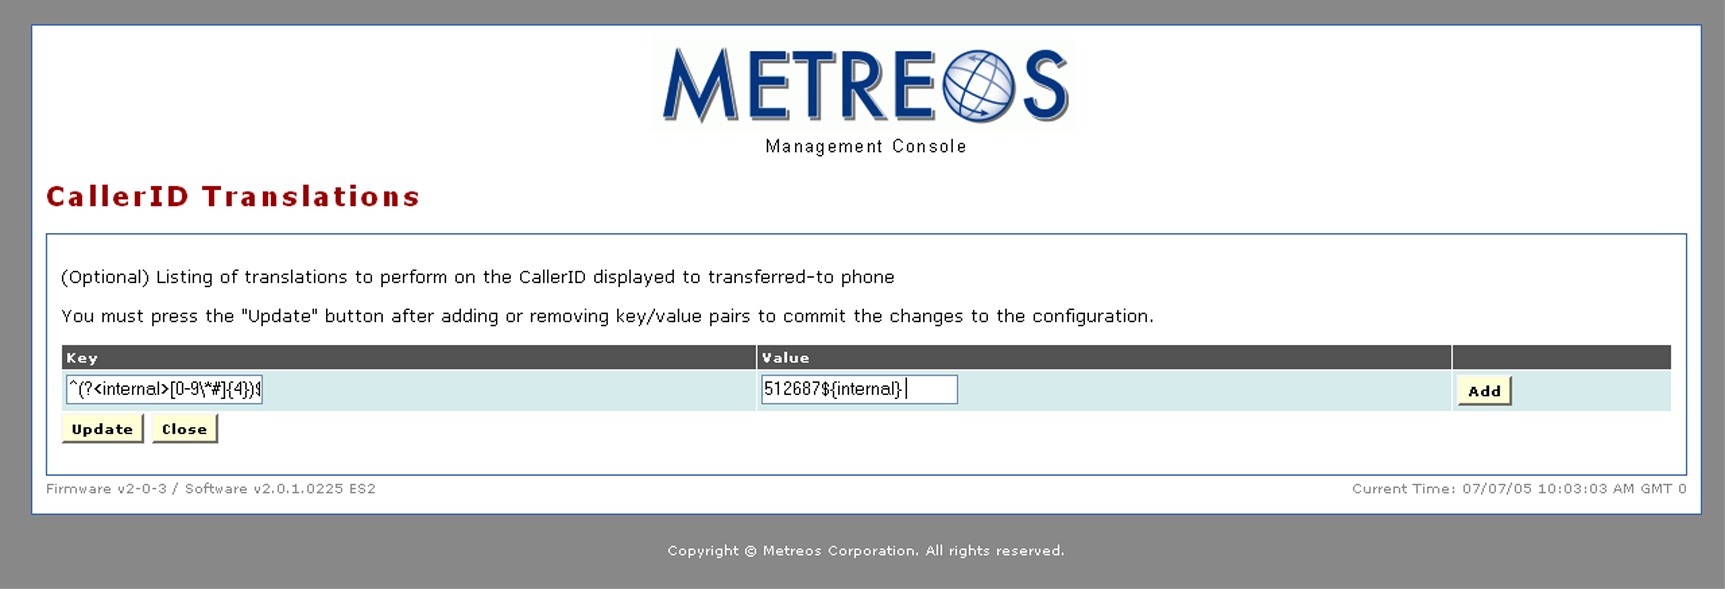 METREOS
Management Console
CallerID Translations
(Optional) Listing of translations to perform on the CallerID displayed to transferred-to phone
You must press the "Update" button after adding or removing key/value pairs to commit the changes to the configuration.
Key Value
^(?<internal>[0-9\*#]{4})$ 512687${internal} Add
Update Close
Firmware v2-0-3 / Software v2.0.1.0225 ES2 Current Time: 07/07/05 10:03:03 AM GMT 0
Copyright © Metreos Corporation. All rights reserved.